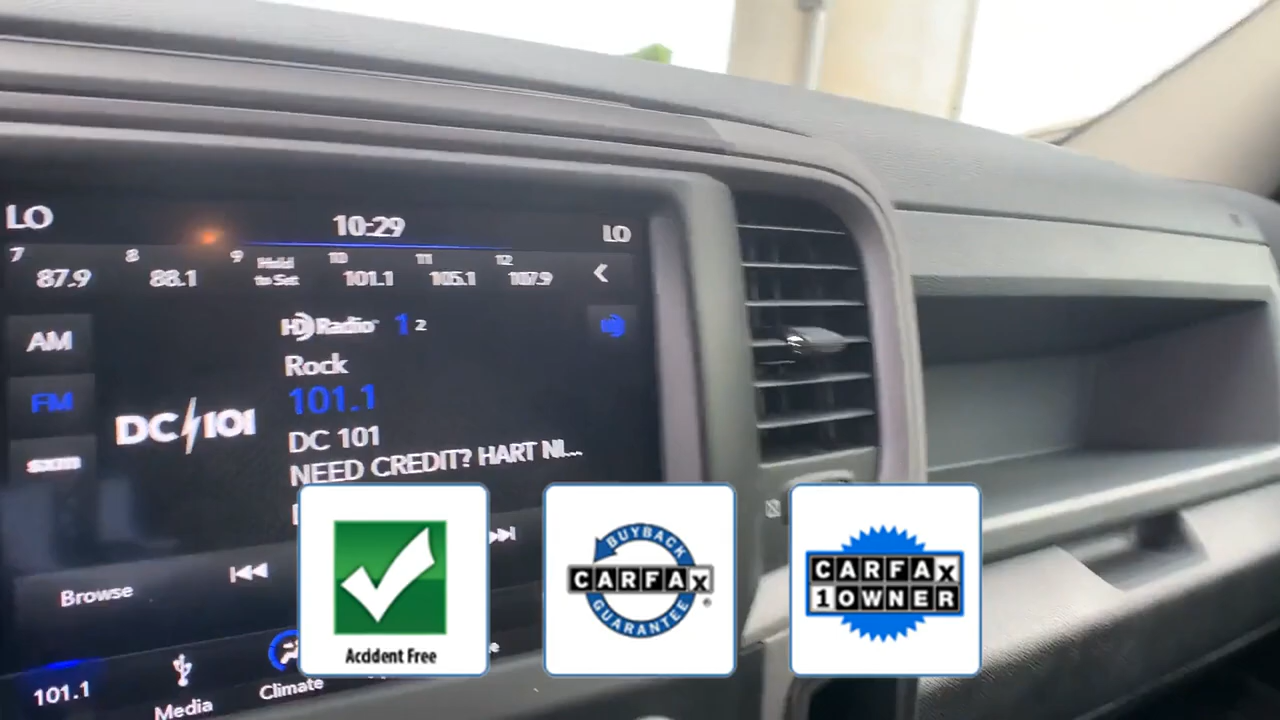 LO 10:29 LO
7 8 9 10 11 12
87.9 88.1 Hold to Set 101.1 105.1 107.9
HD Radio 1 2
AM
Rock
FM
101.1
DC 101
DC 101
sxm
NEED CREDIT? HART NI...
Browse
101.1
Media
Climate
Accident Free
BUYBACK
CARFAX
GUARANTEE
CARFAX
1 OWNER